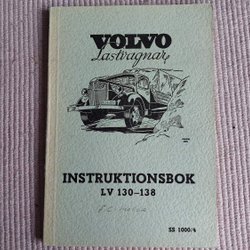 VOLVO
Lastvagnar
INSTRUKTIONSBOK
LV 130-138
SS 1000/4